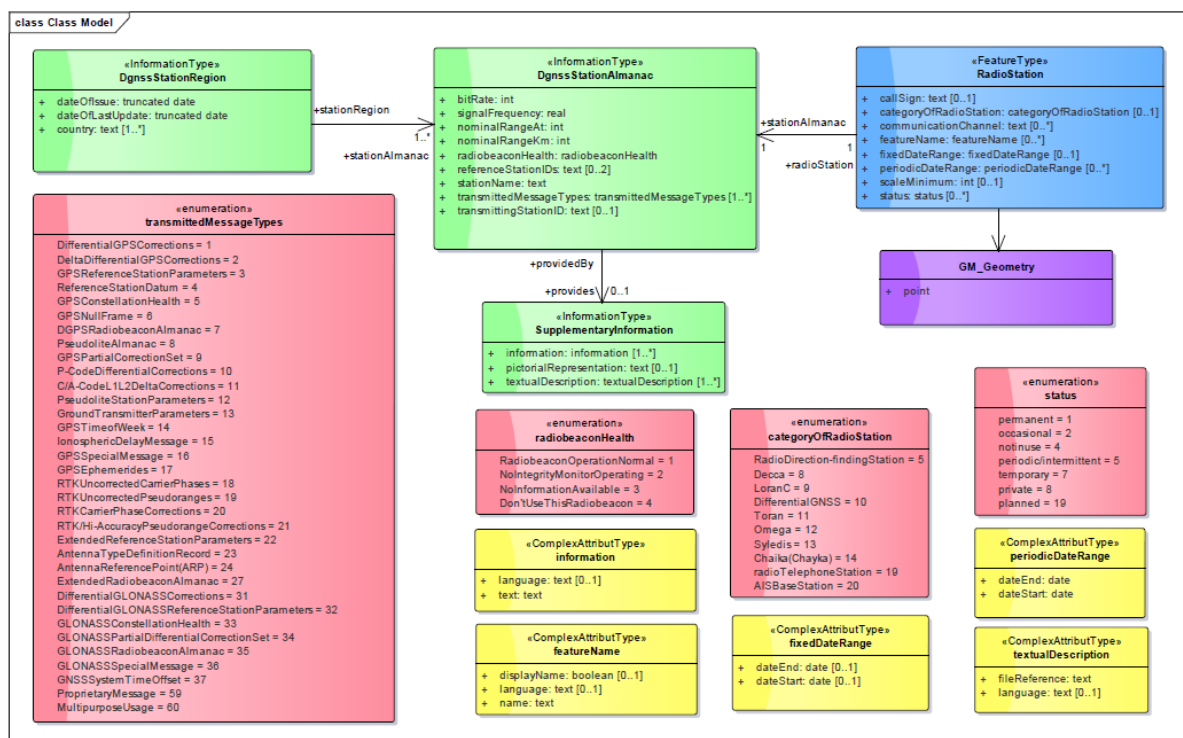 class Class Model
«InformationType»
DgnssStationRegion
+ dateOfIssue: truncated date
+ dateOfLastUpdate: truncated date
+ country: text [1..*]
+stationRegion
1..*
+stationAlmanac
«InformationType»
DgnssStationAlmanac
+ bitRate: int
+ signalFrequency: real
+ nominalRangeAt: int
+ nominalRangeKm: int
+ radiobeaconHealth: radiobeaconHealth
+ referenceStationIDs: text [0..2]
+ stationName: text
+ transmittedMessageTypes: transmittedMessageTypes [1..*]
+ transmittingStationID: text [0..1]
+stationAlmanac
1 1
+radioStation
«FeatureType»
RadioStation
+ callSign: text [0..1]
+ categoryOfRadioStation: categoryOfRadioStation [0..1]
+ communicationChannel: text [0..*]
+ featureName: featureName [0..*]
+ fixedDateRange: fixedDateRange [0..1]
+ periodicDateRange: periodicDateRange [0..*]
+ scaleMinimum: int [0..1]
+ status: status [0..*]
GM_Geometry
+ point
+providedBy
+provides 0..1
«InformationType»
SupplementaryInformation
+ information: information [1..*]
+ pictorialRepresentation: text [0..1]
+ textualDescription: textualDescription [1..*]
«enumeration»
transmittedMessageTypes
DifferentialGPSCorrections = 1
DeltaDifferentialGPSCorrections = 2
GPSReferenceStationParameters = 3
ReferenceStationDatum = 4
GPSConstellationHealth = 5
GPSNullFrame = 6
DGPSRadiobeaconAlmanac = 7
PseudoliteAlmanac = 8
GPSPartialCorrectionSet = 9
P-CodeDifferentialCorrections = 10
C/A-CodeL1L2DeltaCorrections = 11
PseudoliteStationParameters = 12
GroundTransmitterParameters = 13
GPSTimeofWeek = 14
IonosphericDelayMessage = 15
GPSSpecialMessage = 16
GPSEphemerides = 17
RTKUncorrectedCarrierPhases = 18
RTKUncorrectedPseudoranges = 19
RTKCarrierPhaseCorrections = 20
RTK/Hi-AccuracyPseudorangeCorrections = 21
ExtendedReferenceStationParameters = 22
AntennaTypeDefinitionRecord = 23
AntennaReferencePoint(ARP) = 24
ExtendedRadiobeaconAlmanac = 27
DifferentialGLONASSCorrections = 31
DifferentialGLONASSReferenceStationParameters = 32
GLONASSConstellationHealth = 33
GLONASSPartialDifferentialCorrectionSet = 34
GLONASSRadiobeaconAlmanac = 35
GLONASSSpecialMessage = 36
GNSSSystemTimeOffset = 37
ProprietaryMessage = 59
MultipurposeUsage = 60
«enumeration»
radiobeaconHealth
RadiobeaconOperationNormal = 1
NoIntegrityMonitorOperating = 2
NoInformationAvailable = 3
Don'tUseThisRadiobeacon = 4
«ComplexAttributType»
information
+ language: text [0..1]
+ text: text
«ComplexAttributType»
featureName
+ displayName: boolean [0..1]
+ language: text [0..1]
+ name: text
«enumeration»
categoryOfRadioStation
RadioDirection-findingStation = 5
Decca = 8
LoranC = 9
DifferentialGNSS = 10
Toran = 11
Omega = 12
Syledis = 13
Chaika(Chayka) = 14
radioTelephoneStation = 19
AISBaseStation = 20
«ComplexAttributType»
fixedDateRange
+ dateEnd: date [0..1]
+ dateStart: date [0..1]
«enumeration»
status
permanent = 1
occasional = 2
notinuse = 4
periodic/intermittent = 5
temporary = 7
private = 8
planned = 19
«ComplexAttributType»
periodicDateRange
+ dateEnd: date
+ dateStart: date
«ComplexAttributType»
textualDescription
+ fileReference: text
+ language: text [0..1]